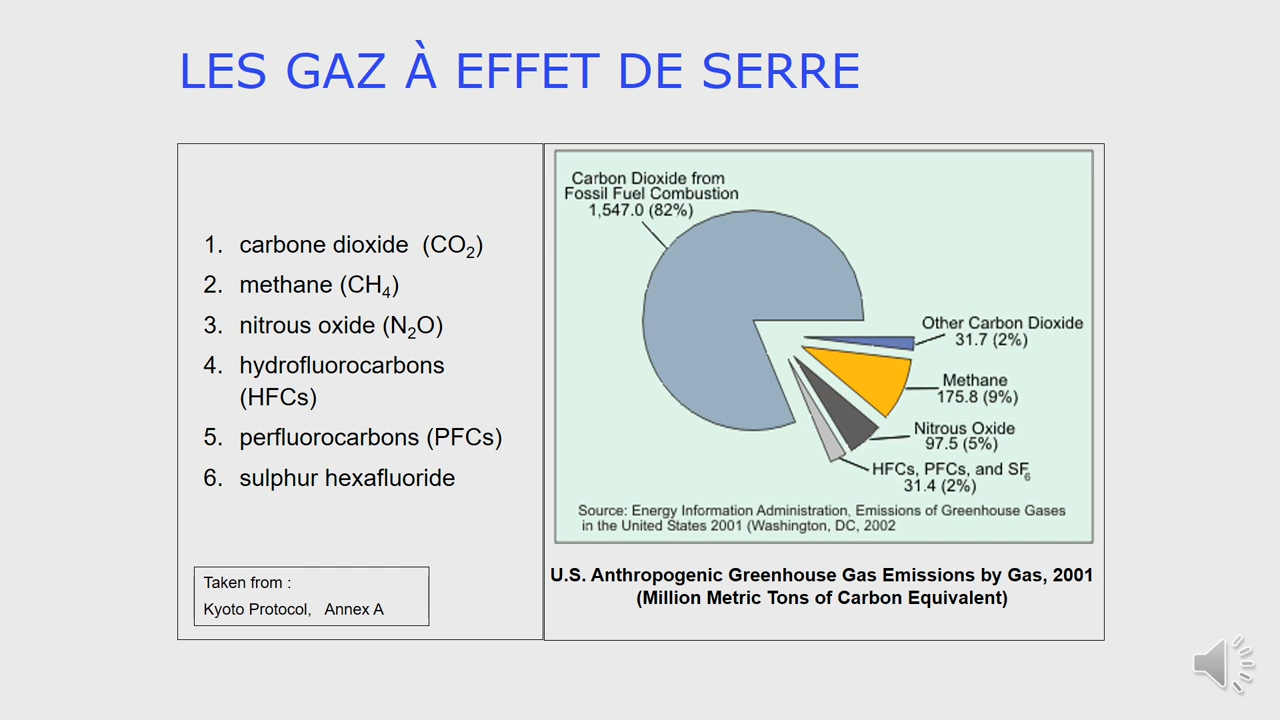 LES GAZ À EFFET DE SERRE
1. carbone dioxide (CO₂)
2. methane (CH₄)
3. nitrous oxide (N₂O)
4. hydrofluorocarbons
(HFCs)
5. perfluorocarbons (PFCs)
6. sulphur hexafluoride
Taken from :
Kyoto Protocol, Annex A
Carbon Dioxide from
Fossil Fuel Combustion
1,547.0 (82%)
Other Carbon Dioxide
31.7 (2%)
Methane
175.8 (9%)
Nitrous Oxide
97.5 (5%)
HFCs, PFCs, and SF₆
31.4 (2%)
Source: Energy Information Administration, Emissions of Greenhouse Gases
in the United States 2001 (Washington, DC, 2002
U.S. Anthropogenic Greenhouse Gas Emissions by Gas, 2001
(Million Metric Tons of Carbon Equivalent)